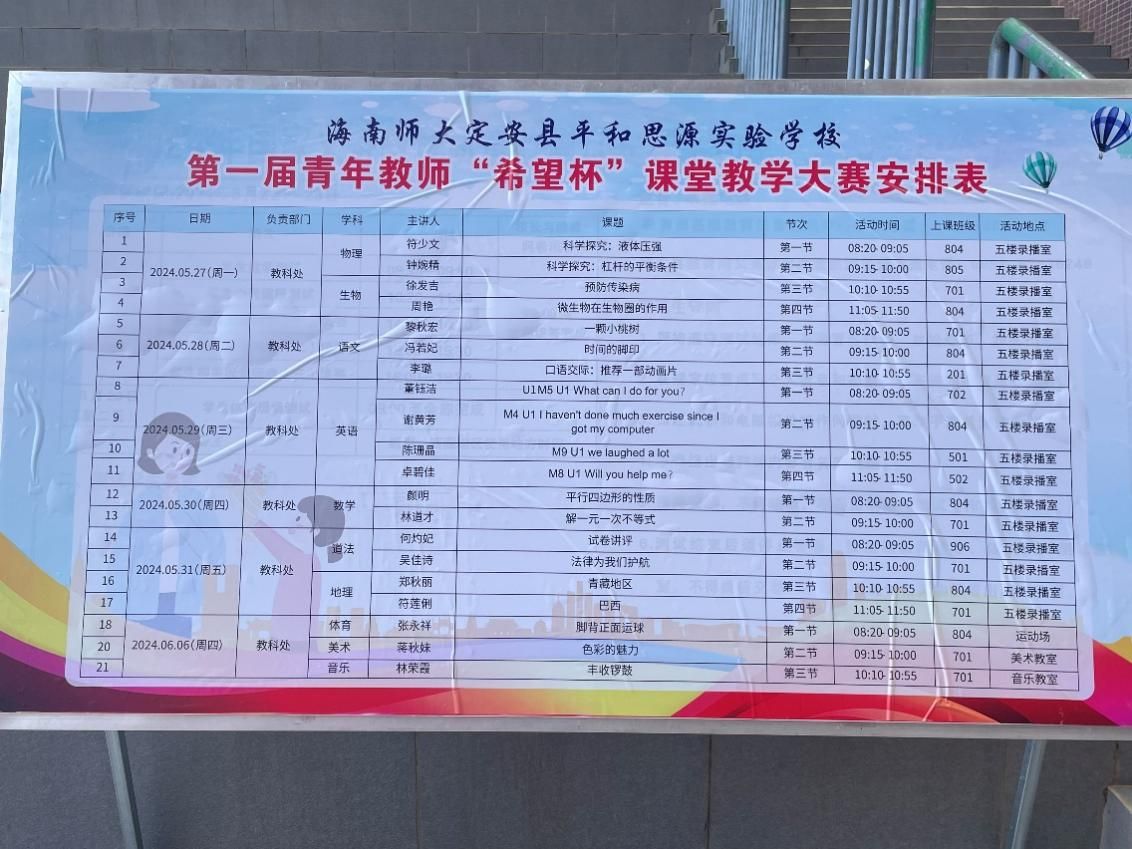 海南师大定安县平和思源实验学校
第一届青年教师“希望杯”课堂教学大赛安排表
序号 日期 负责部门 学科 主讲人 课题 节次 活动时间 上课班级 活动地点
1 2024.05.27(周一) 教科处 物理 符少文 科学探究：液体压强 第一节 08:20- 09:05 804 五楼录播室
2 钟婉精 科学探究：杠杆的平衡条件 第二节 09:15- 10:00 805 五楼录播室
3 生物 徐发吉 预防传染病 第三节 10:10- 10:55 701 五楼录播室
4 周艳 微生物在生物圈的作用 第四节 11:05- 11:50 804 五楼录播室
5 2024.05.28(周二) 教科处 语文 黎秋宏 一颗小桃树 第一节 08:20- 09:05 701 五楼录播室
6 冯若妃 时间的脚印 第二节 09:15- 10:00 804 五楼录播室
7 李璐 口语交际：推荐一部动画片 第三节 10:10- 10:55 201 五楼录播室
8 2024.05.29(周三) 教科处 英语 董钰洁 U1M5 U1 What can I do for you? 第一节 08:20- 09:05 702 五楼录播室
9 谢黄芳 M4 U1 I haven't done much exercise since I
got my computer 第二节 09:15- 10:00 804 五楼录播室
10 陈珊晶 M9 U1 we laughed a lot 第三节 10:10- 10:55 501 五楼录播室
11 卓碧佳 M8 U1 Will you help me? 第四节 11:05- 11:50 502 五楼录播室
12 2024.05.30(周四) 教科处 数学 颜明 平行四边形的性质 第一节 08:20- 09:05 804 五楼录播室
13 林道才 解一元一次不等式 第二节 09:15- 10:00 701 五楼录播室
14 2024.05.31(周五) 教科处 道法 何灼妃 试卷讲评 第一节 08:20- 09:05 906 五楼录播室
15 吴佳诗 法律为我们护航 第二节 09:15- 10:00 701 五楼录播室
16 地理 郑秋丽 青藏地区 第三节 10:10- 10:55 804 五楼录播室
17 符莲俐 巴西 第四节 11:05- 11:50 701 五楼录播室
18 2024.06.06(周四) 教科处 体育 张永祥 脚背正面运球 第一节 08:20- 09:05 804 运动场
20 美术 蒋秋妹 色彩的魅力 第二节 09:15- 10:00 701 美术教室
21 音乐 林荣霞 丰收锣鼓 第三节 10:10- 10:55 701 音乐教室